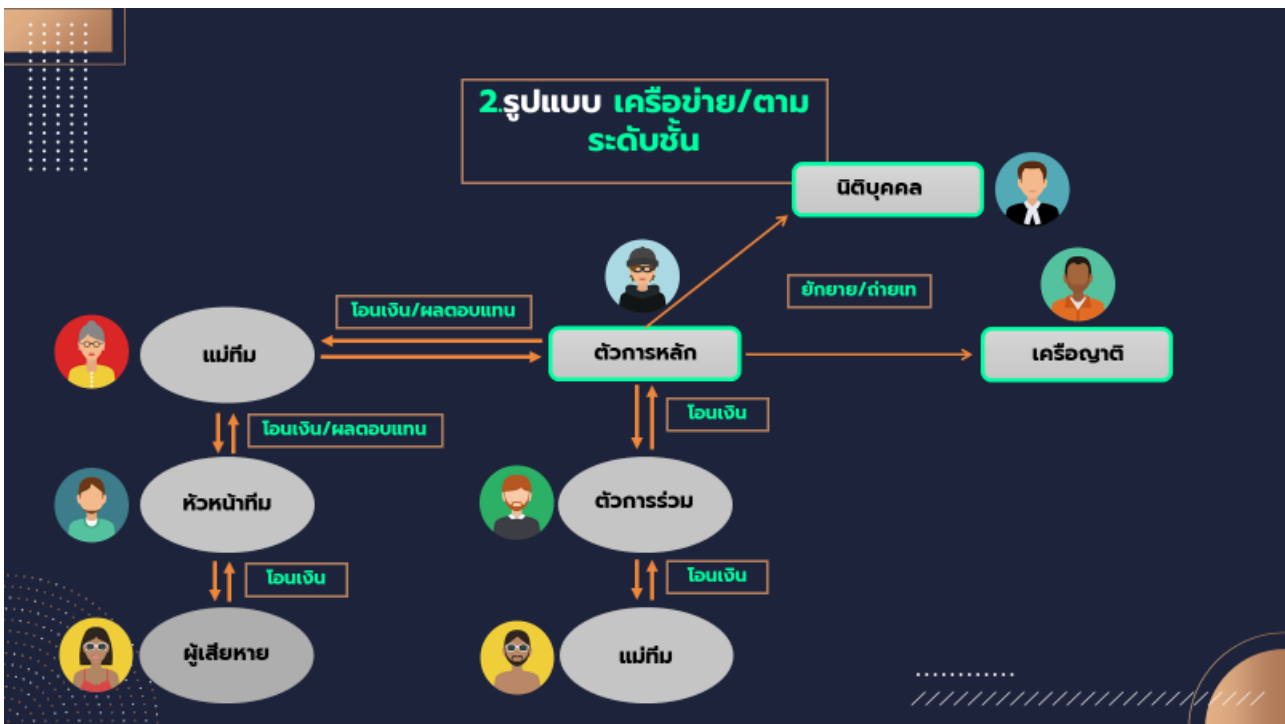 2.รูปแบบ เครือข่าย/ตาม
ระดับชั้น
นิติบุคคล
ยักยาย/ถ่ายเท
โอนเงิน/ผลตอบแทน
แม่ทีม
ตัวการหลัก
เครือญาติ
โอนเงิน/ผลตอบแทน
โอนเงิน
หัวหน้าทีม
ตัวการร่วม
โอนเงิน
โอนเงิน
ผู้เสียหาย
แม่ทีม